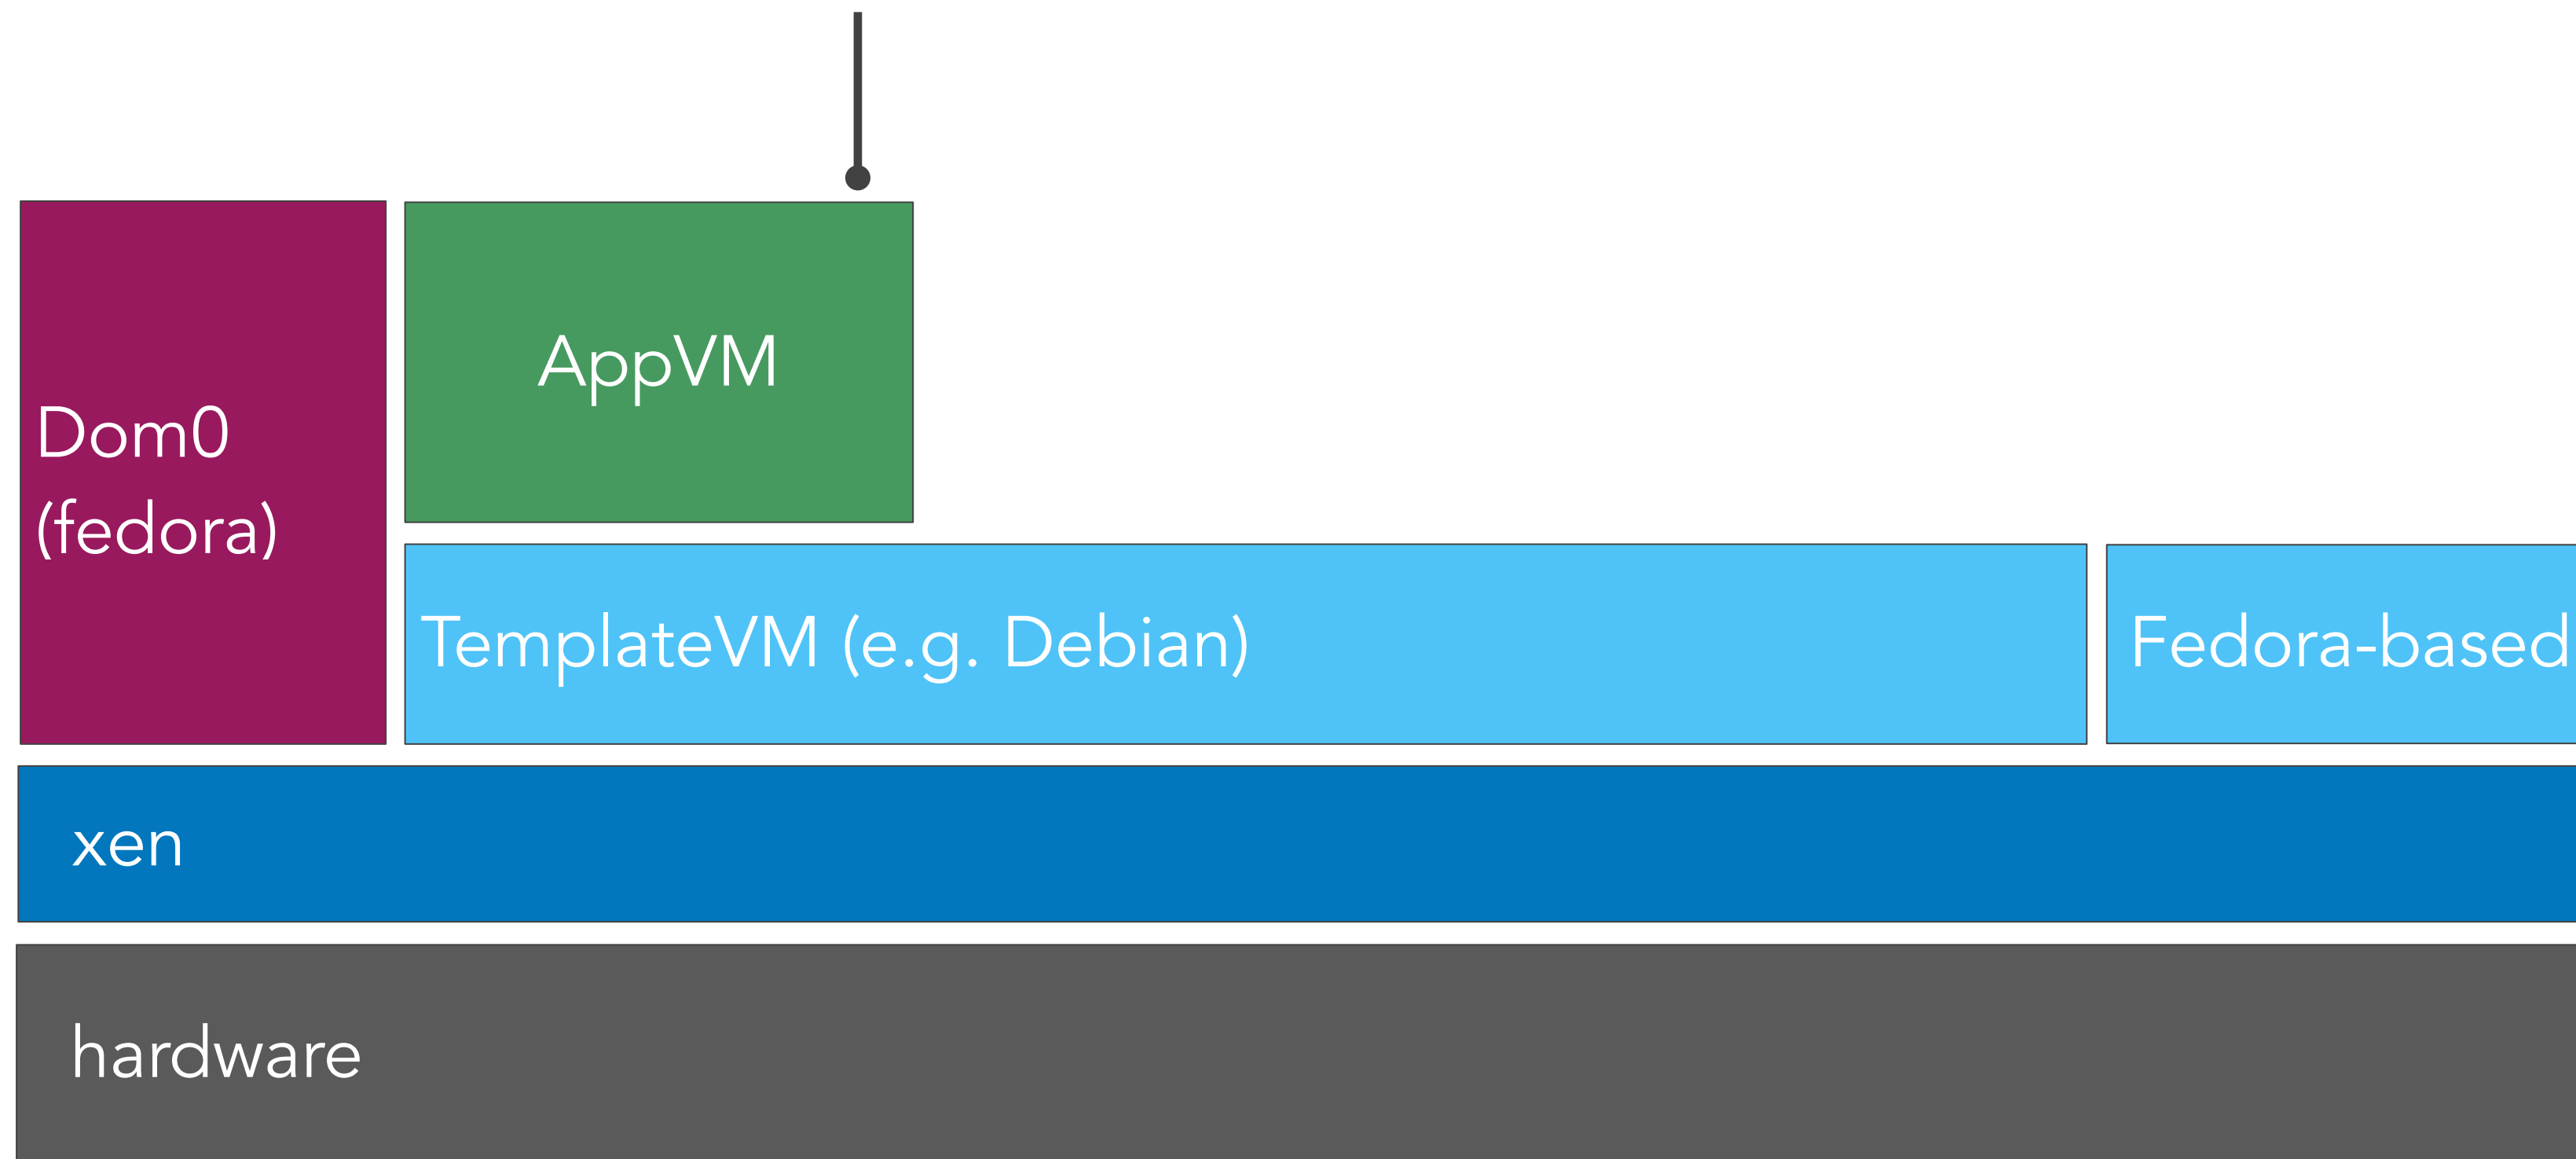 AppVM
Dom0
(fedora)
TemplateVM (e.g. Debian)
Fedora-based
xen
hardware